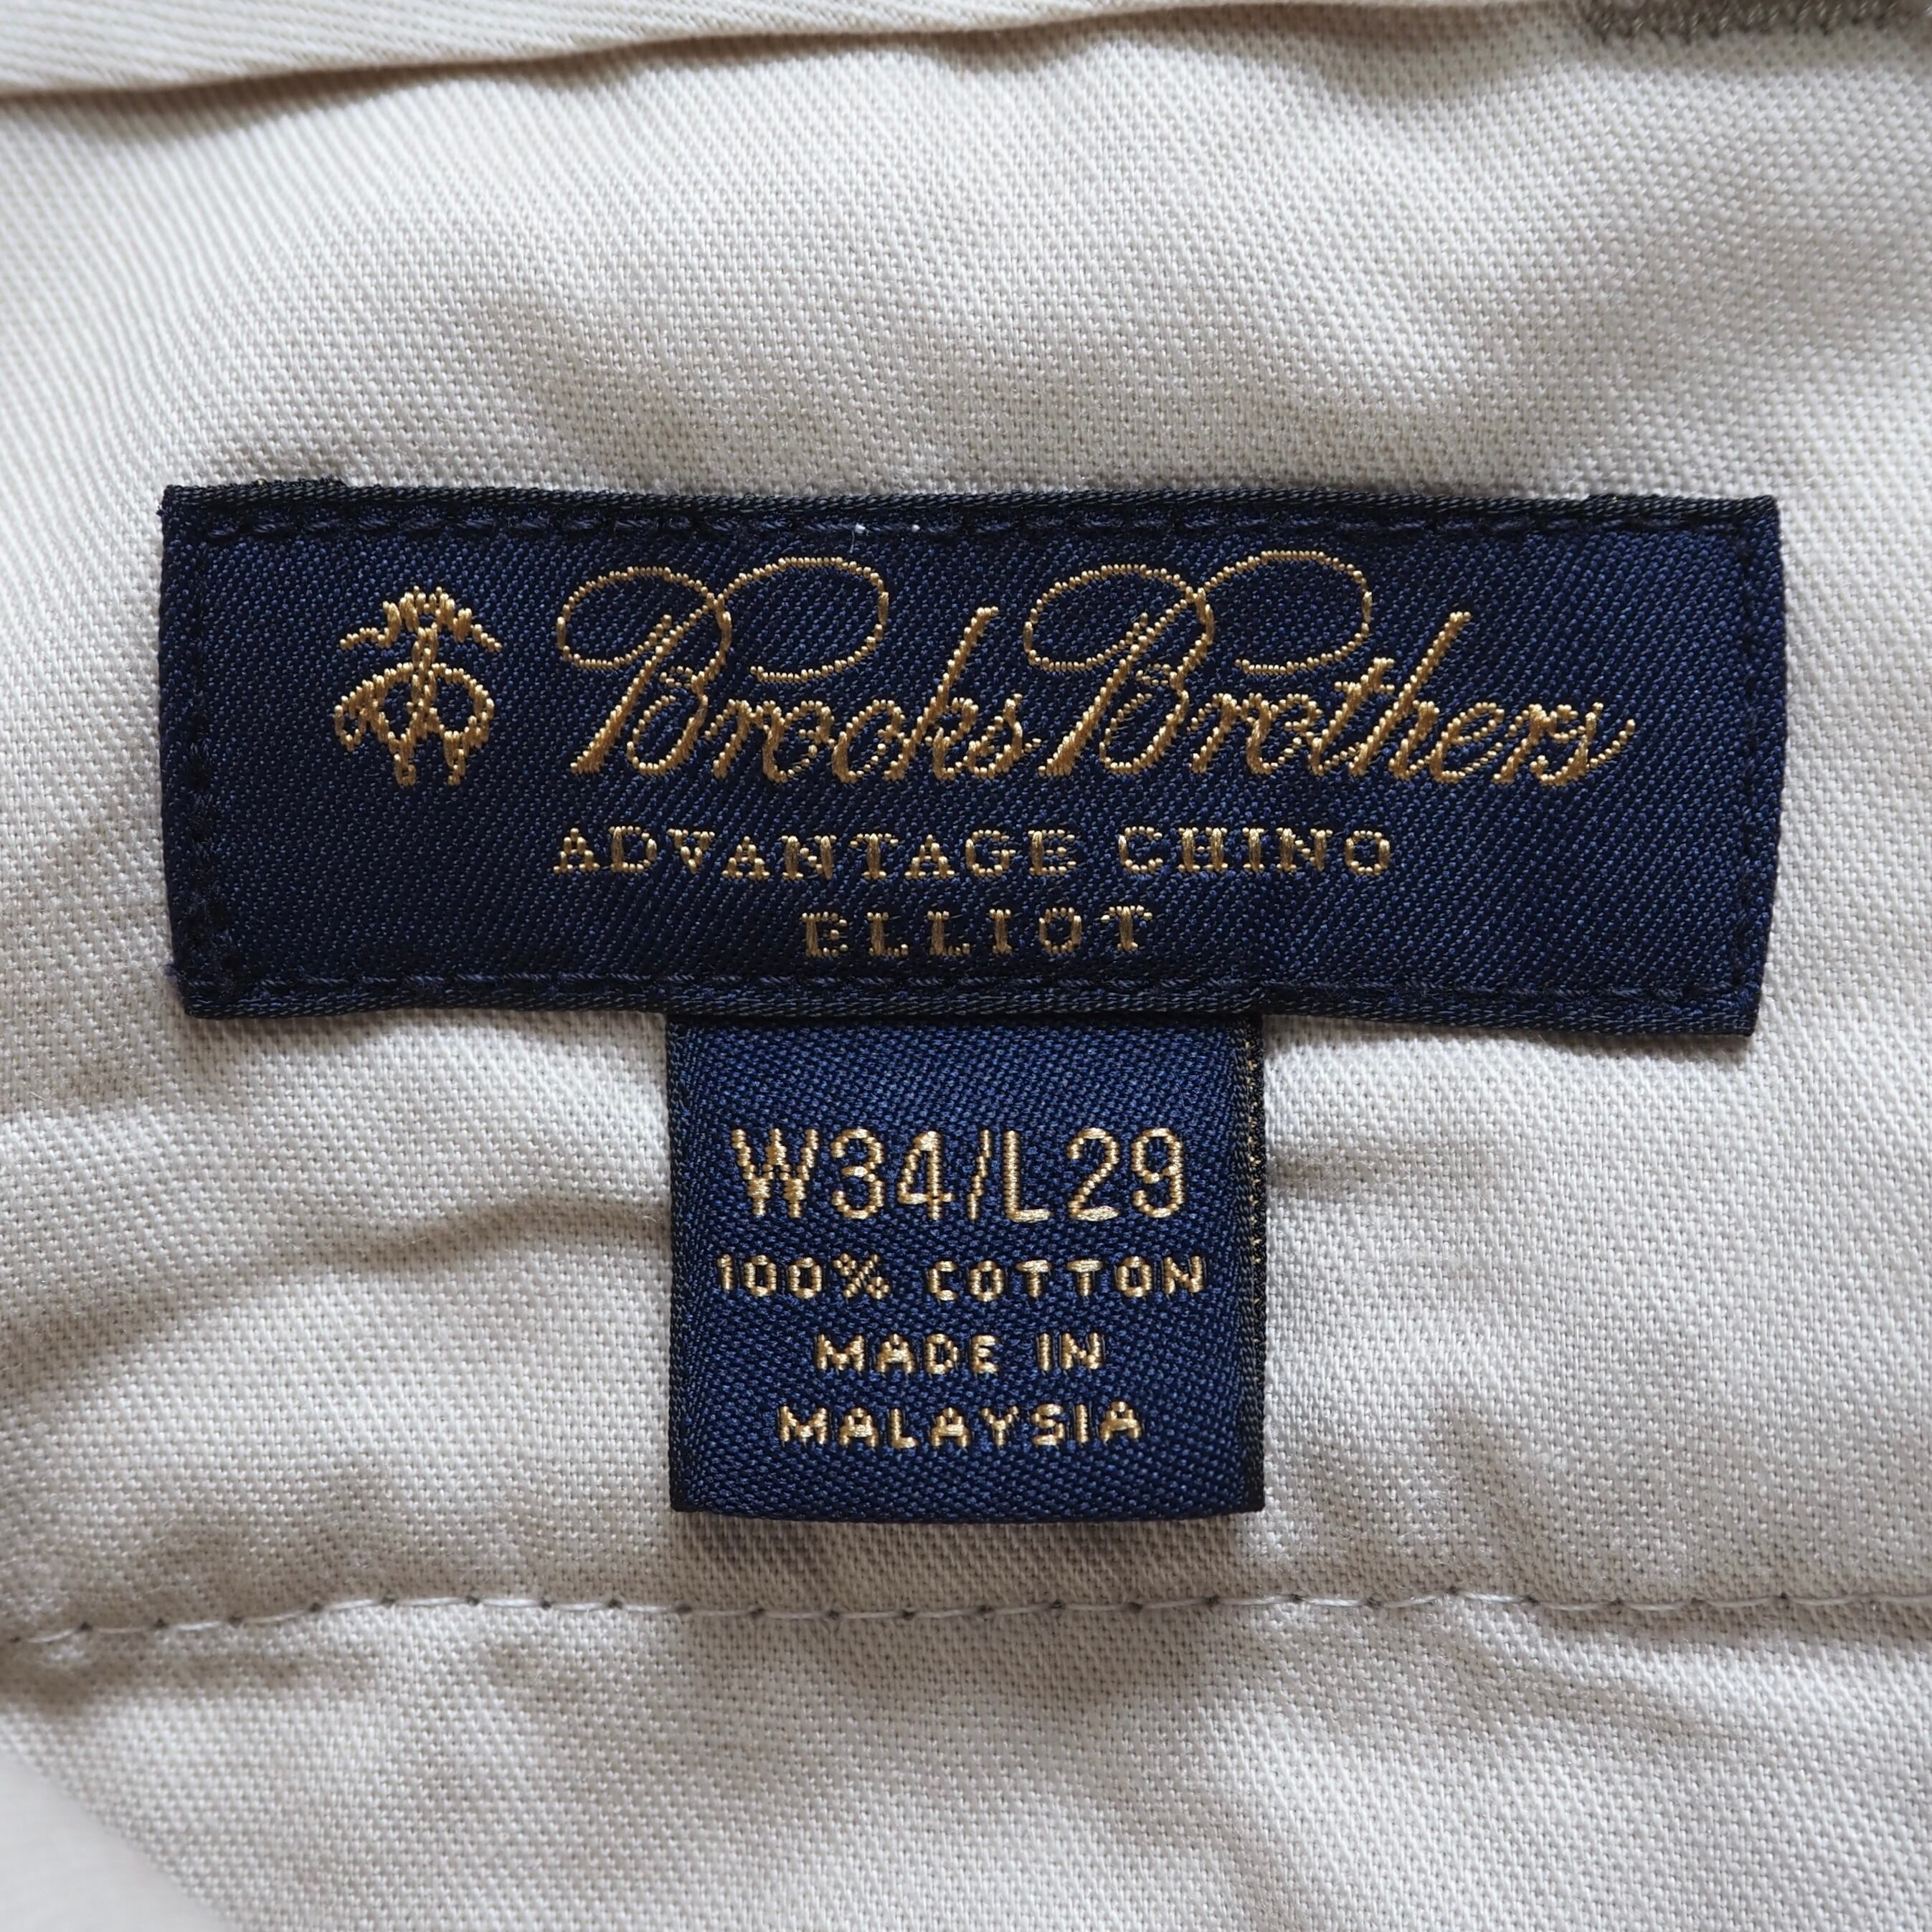 Brooks Brothers
ADVANTAGE CHINO
ELLIOT
W34/L29
100% COTTON
MADE IN
MALAYSIA